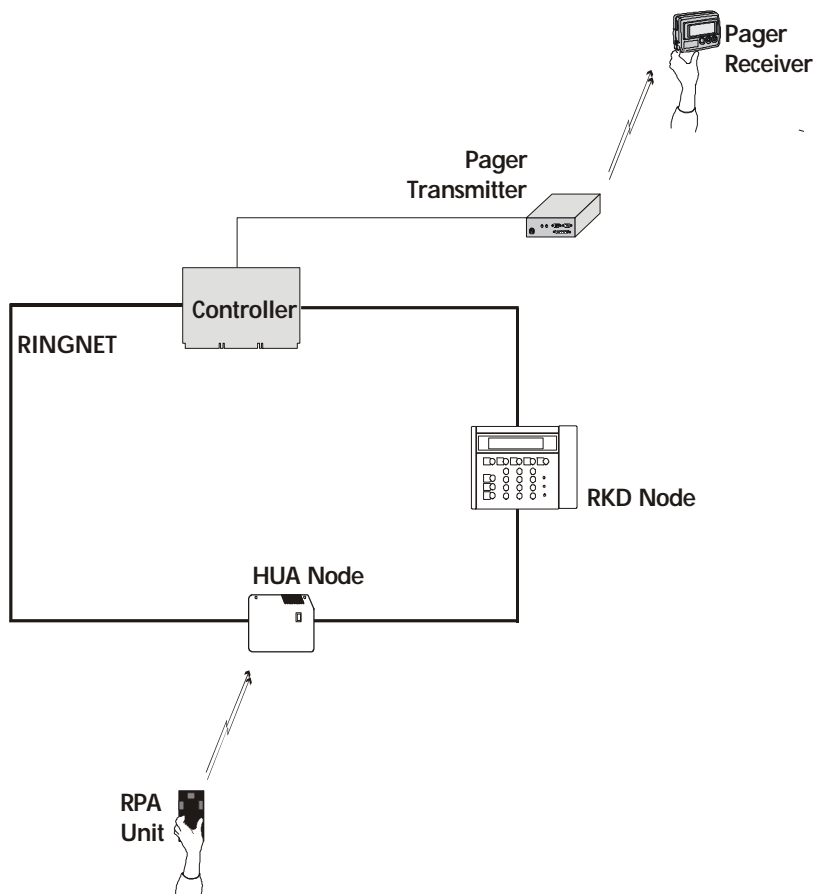 Pager
Receiver
Pager
Transmitter
Controller
RINGNET
RKD Node
HUA Node
RPA
Unit